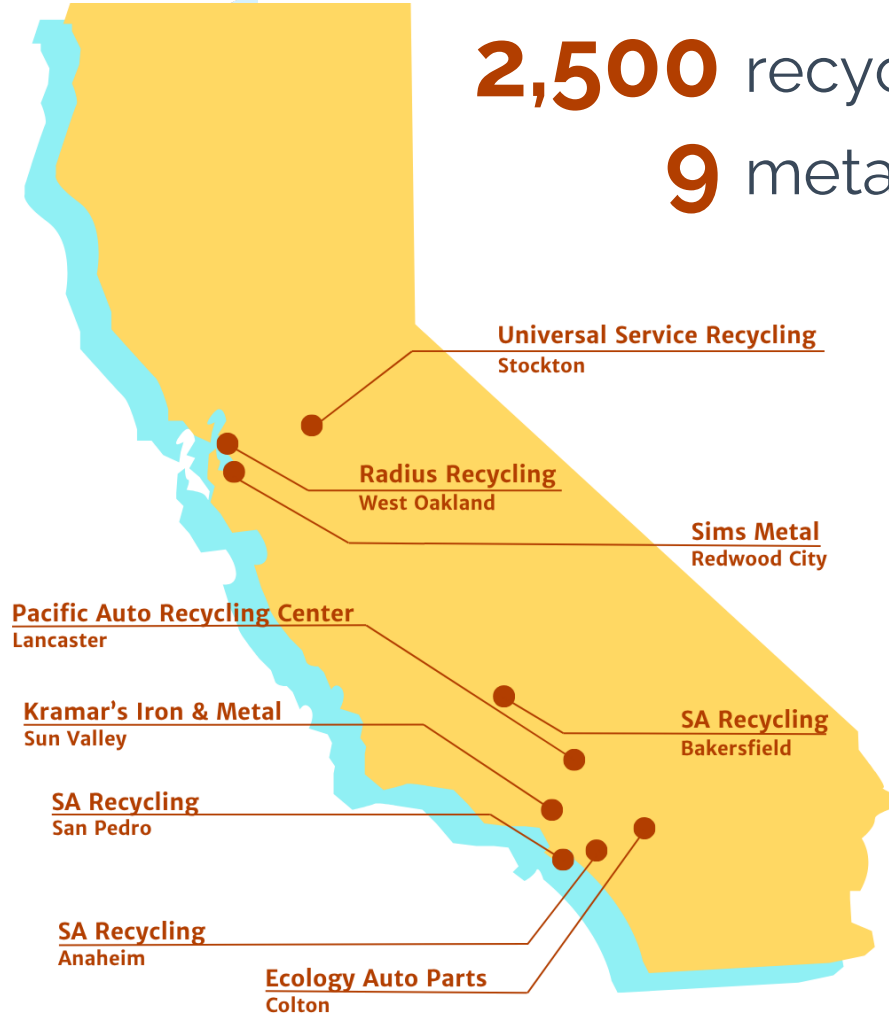 2,500 recyc
9 meta
Universal Service Recycling
Stockton
Radius Recycling
West Oakland
Sims Metal
Redwood City
Pacific Auto Recycling Center
Lancaster
Kramar’s Iron & Metal
Sun Valley
SA Recycling
Bakersfield
SA Recycling
San Pedro
SA Recycling
Anaheim
Ecology Auto Parts
Colton